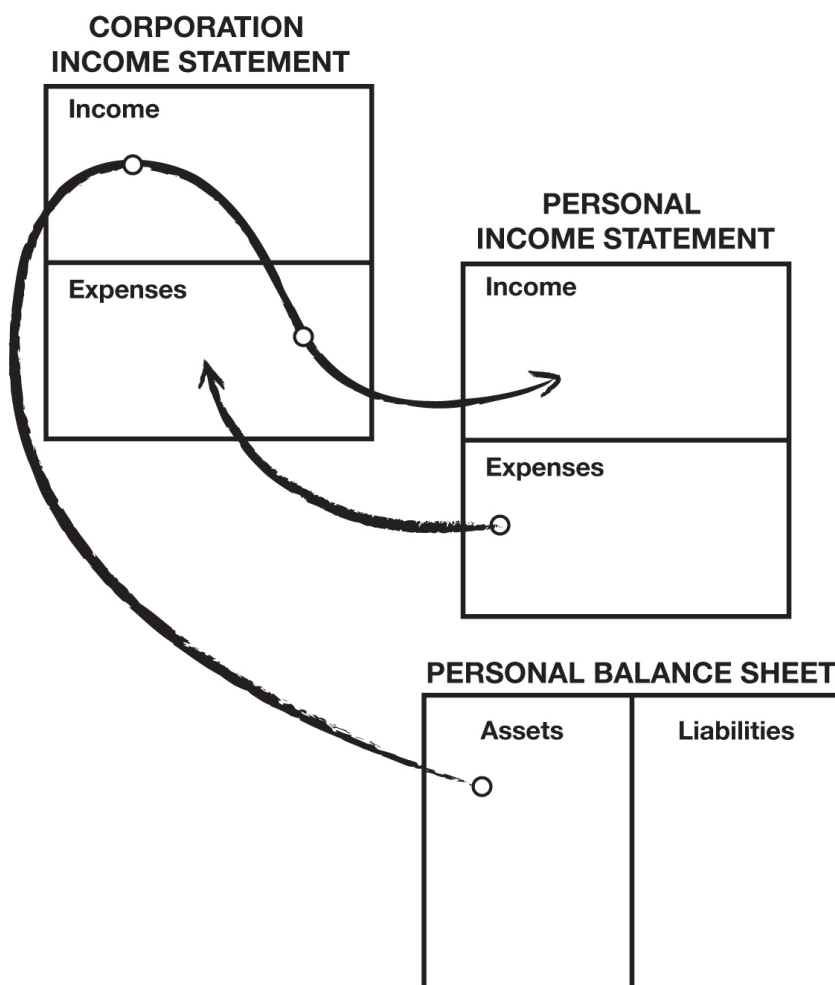 CORPORATION
INCOME STATEMENT
Income
Expenses
PERSONAL
INCOME STATEMENT
Income
Expenses
PERSONAL BALANCE SHEET
Assets
Liabilities